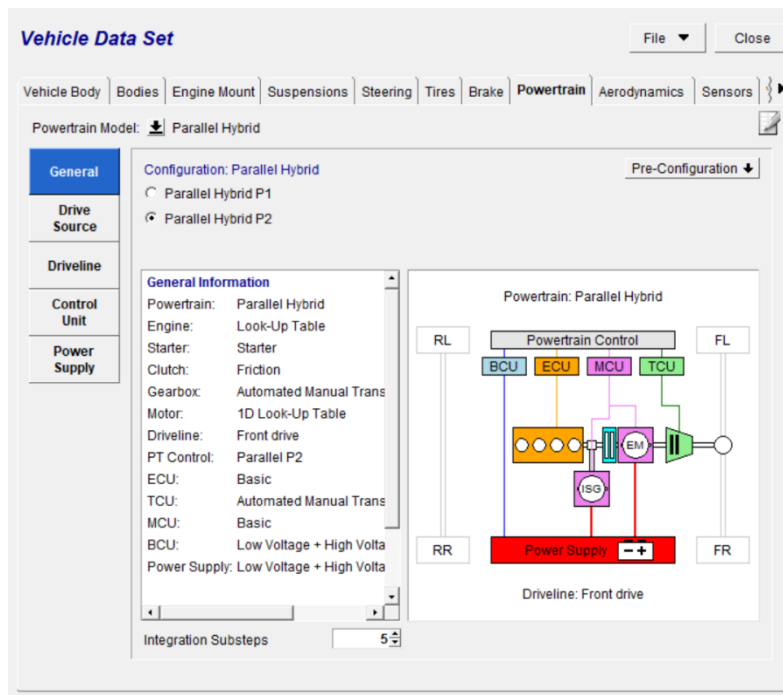 Vehicle Data Set
File
Close
Vehicle Body
Bodies
Engine Mount
Suspensions
Steering
Tires
Brake
Powertrain
Aerodynamics
Sensors
Powertrain Model:
Parallel Hybrid
General
Drive
Source
Driveline
Control
Unit
Power
Supply
Configuration: Parallel Hybrid
Pre-Configuration
Parallel Hybrid P1
Parallel Hybrid P2
General Information
Powertrain: Parallel Hybrid
Engine: Look-Up Table
Starter: Starter
Clutch: Friction
Gearbox: Automated Manual Trans
Motor: 1D Look-Up Table
Driveline: Front drive
PT Control: Parallel P2
ECU: Basic
TCU: Automated Manual Trans
MCU: Basic
BCU: Low Voltage + High Volta
Power Supply: Low Voltage + High Volta
Integration Substeps 5
Powertrain: Parallel Hybrid
RL
Powertrain Control
FL
BCU
ECU
MCU
TCU
EM
ISG
RR
Power Supply
- +
FR
Driveline: Front drive